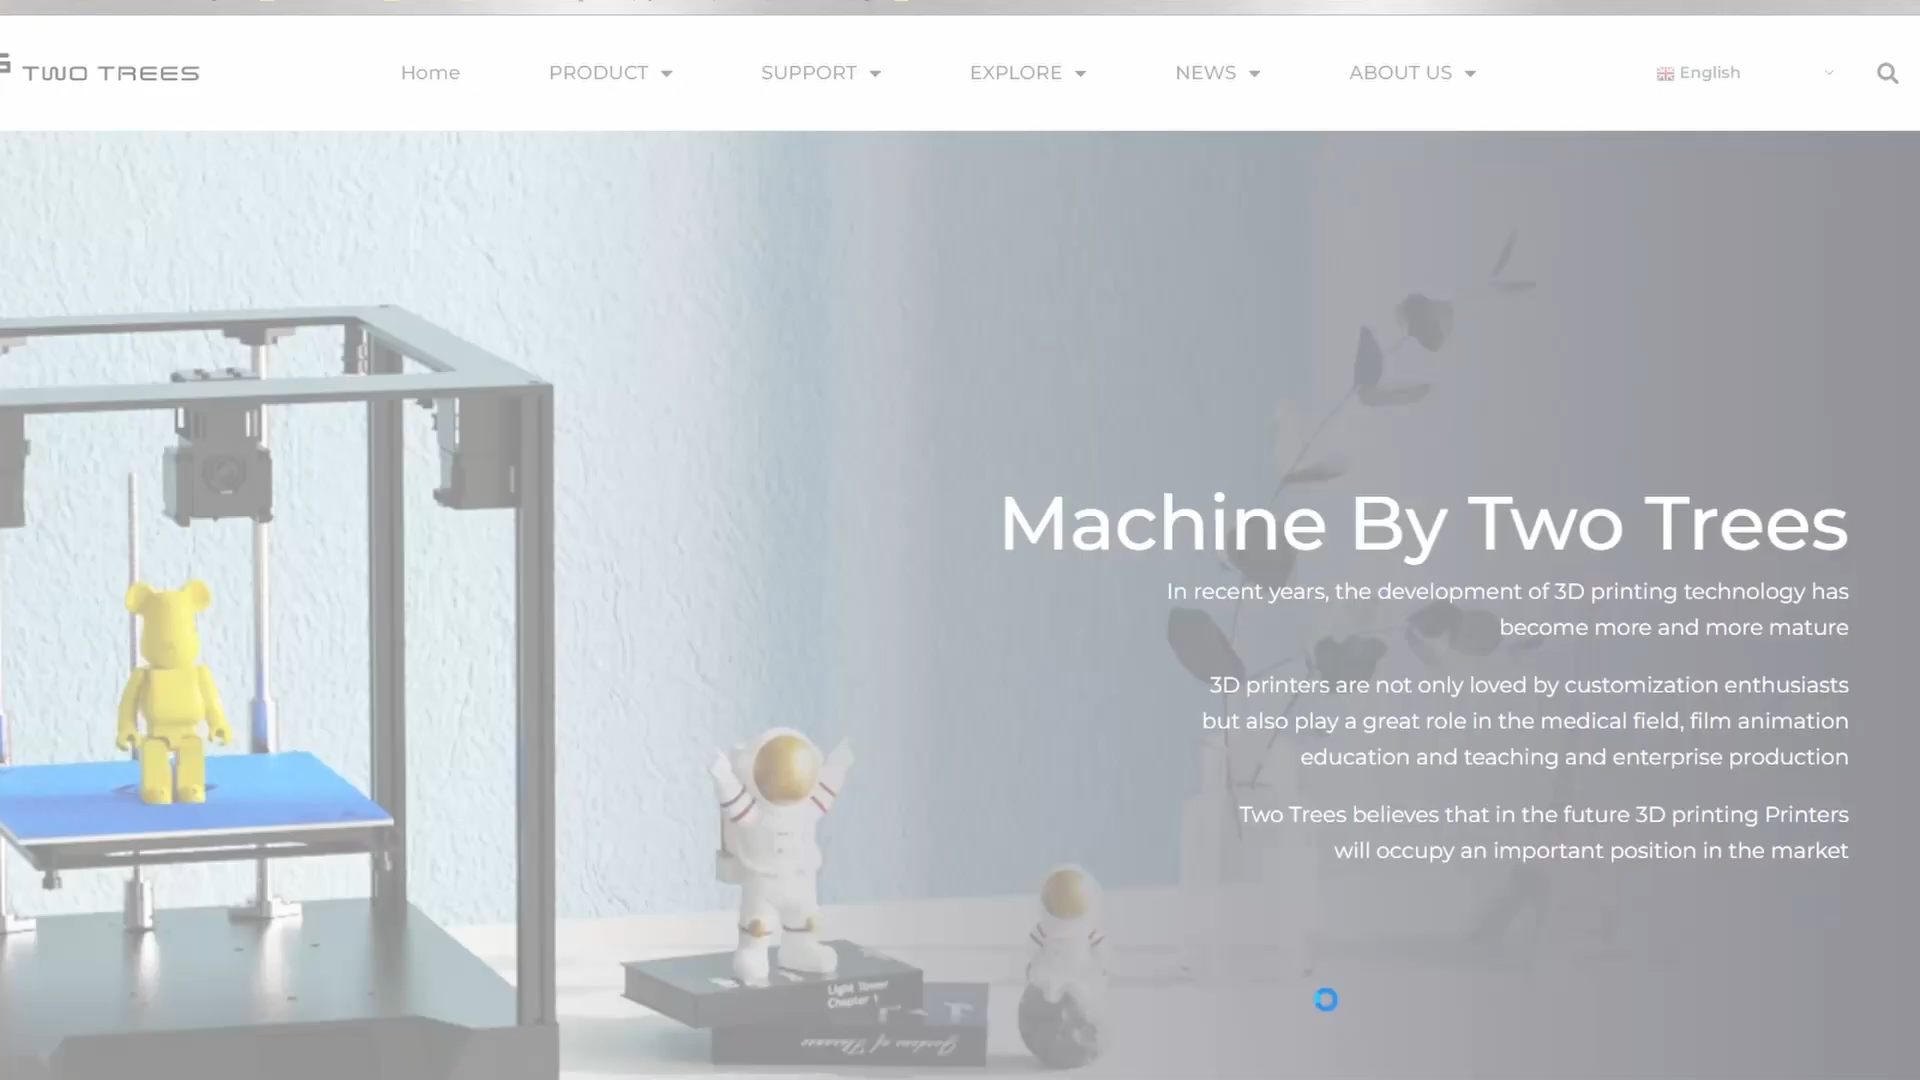 TWO TREES
Home PRODUCT SUPPORT EXPLORE NEWS ABOUT US English
Machine By Two Trees
In recent years, the development of 3D printing technology has
become more and more mature
3D printers are not only loved by customization enthusiasts
but also play a great role in the medical field, film animation
education and teaching and enterprise production
Two Trees believes that in the future 3D printing Printers
will occupy an important position in the market
Light Tower
Chapter 1